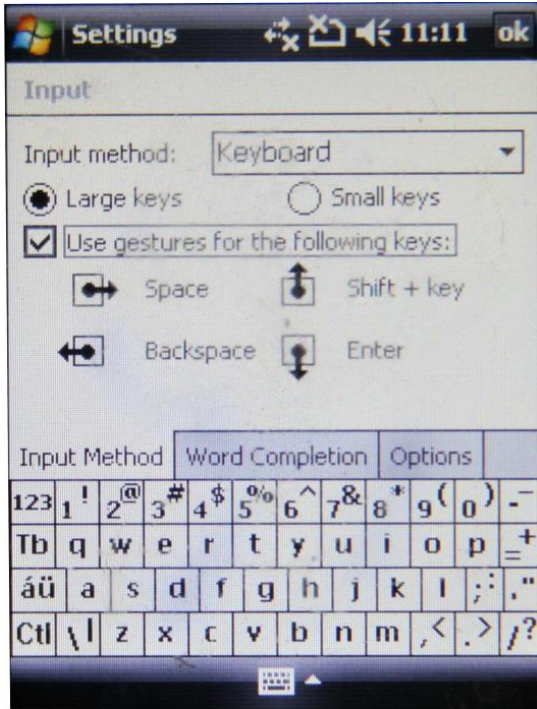 Settings 11:11 ok
Input
Input method: Keyboard
Large keys Small keys
Use gestures for the following keys:
Space Shift + key
Backspace Enter
Input Method Word Completion Options
123 1 ! 2 @ 3 # 4 $ 5 % 6 ^ 7 & 8 * 9 ( 0 ) - _
Tb q w e r t y u i o p = +
áü a s d f g h j k l ; : , "
Ctl \ | z x c v b n m , < . > / ?